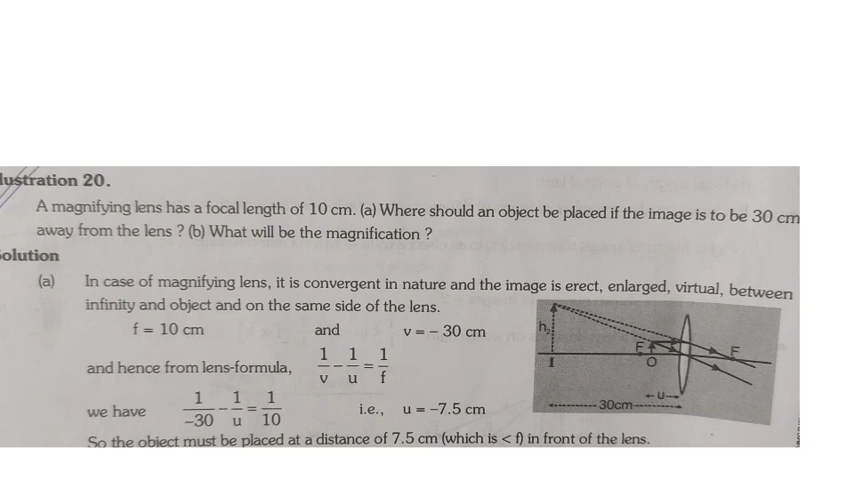 lustration 20.
A magnifying lens has a focal length of 10 cm. (a) Where should an object be placed if the image is to be 30 cm
away from the lens ? (b) What will be the magnification ?
Solution
(a) In case of magnifying lens, it is convergent in nature and the image is erect, enlarged, virtual, between
infinity and object and on the same side of the lens.
f = 10 cm and v = – 30 cm
and hence from lens-formula, 1/v – 1/u = 1/f
we have 1/–30 – 1/u = 1/10 i.e., u = –7.5 cm
So the object must be placed at a distance of 7.5 cm (which is < f) in front of the lens.
h₂
F
F
I
O
U
30cm